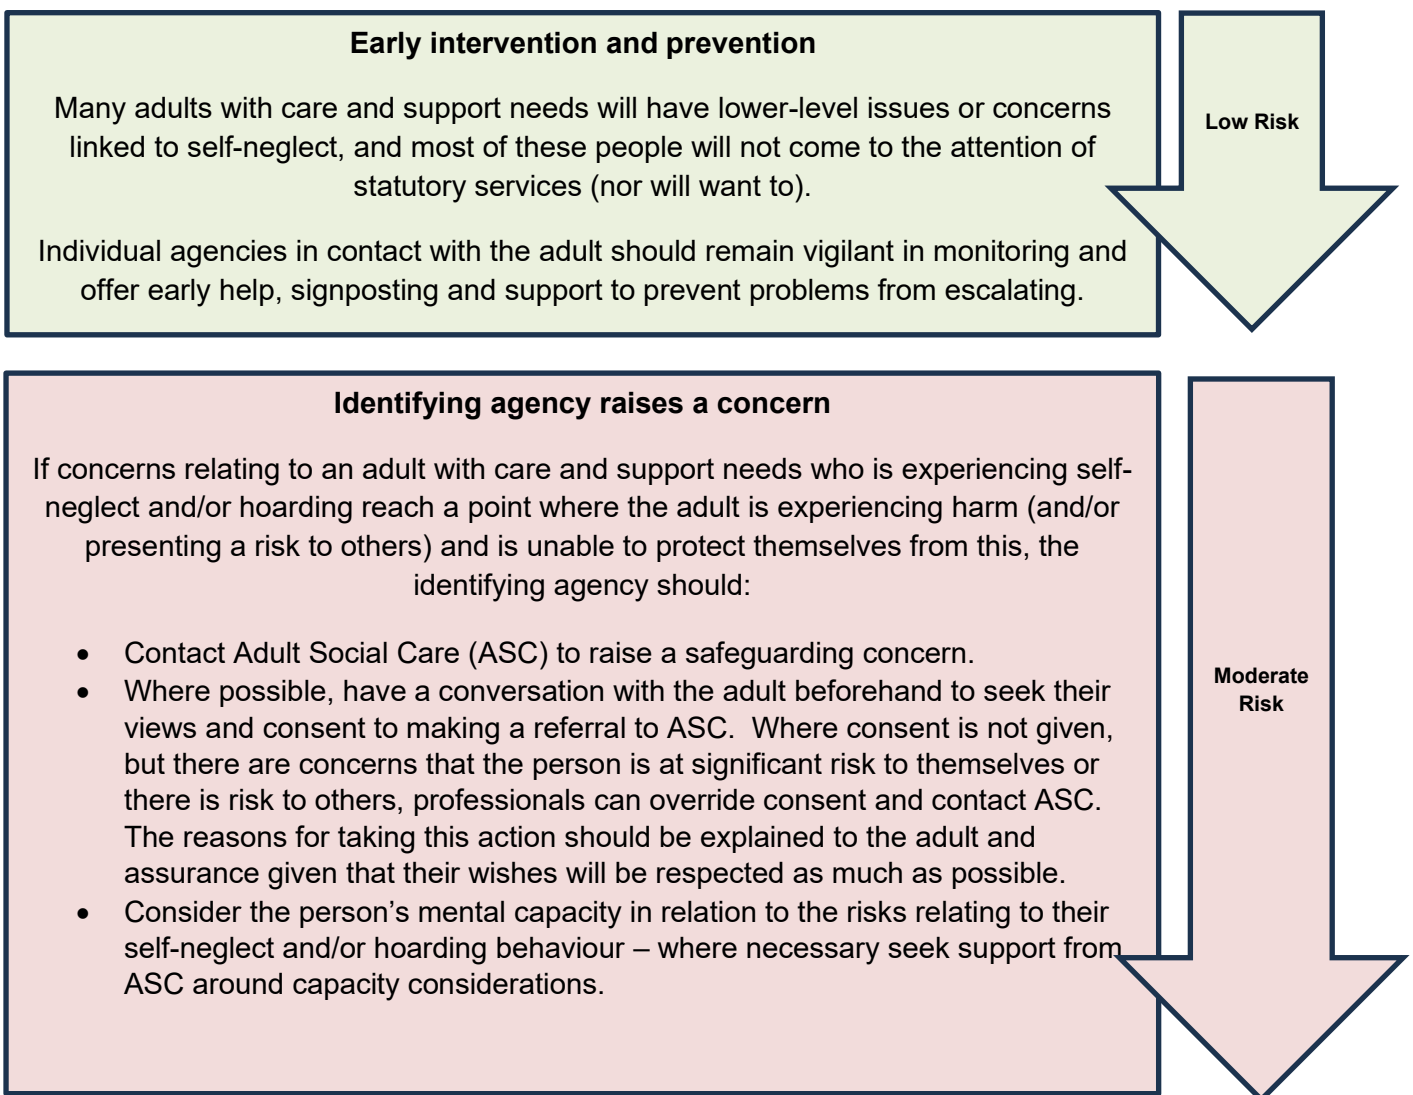 Early intervention and prevention
Many adults with care and support needs will have lower-level issues or concerns
linked to self-neglect, and most of these people will not come to the attention of
statutory services (nor will want to).
Individual agencies in contact with the adult should remain vigilant in monitoring and
offer early help, signposting and support to prevent problems from escalating.
Low Risk
Identifying agency raises a concern
If concerns relating to an adult with care and support needs who is experiencing self-
neglect and/or hoarding reach a point where the adult is experiencing harm (and/or
presenting a risk to others) and is unable to protect themselves from this, the
identifying agency should:
• Contact Adult Social Care (ASC) to raise a safeguarding concern.
• Where possible, have a conversation with the adult beforehand to seek their
views and consent to making a referral to ASC.  Where consent is not given,
but there are concerns that the person is at significant risk to themselves or
there is risk to others, professionals can override consent and contact ASC.
The reasons for taking this action should be explained to the adult and
assurance given that their wishes will be respected as much as possible.
• Consider the person’s mental capacity in relation to the risks relating to their
self-neglect and/or hoarding behaviour – where necessary seek support from
ASC around capacity considerations.
Moderate
Risk